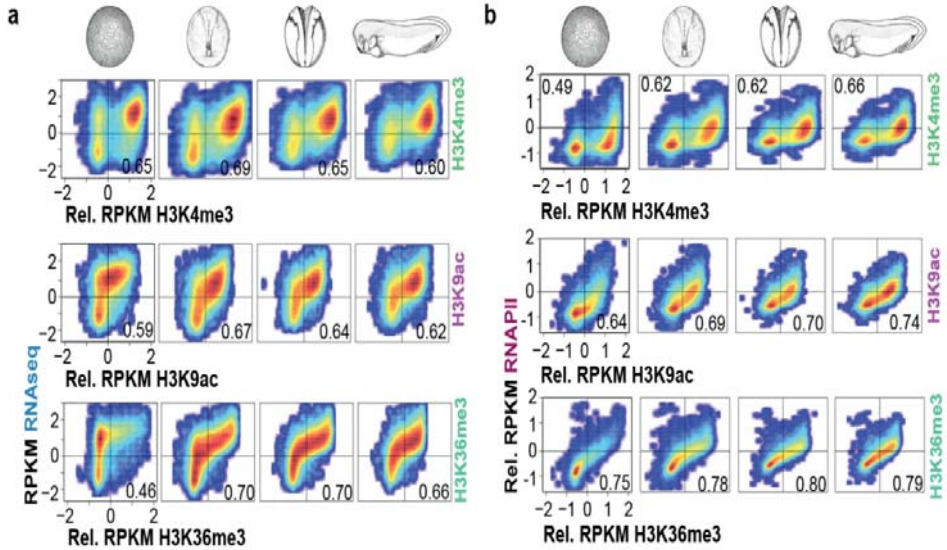 a
b
2
0
-2
0.65
0.69
0.65
0.60
H3K4me3
-2 0 2
Rel. RPKM H3K4me3
2
0
-2
0.59
0.67
0.64
0.62
H3K9ac
-2 0 2
Rel. RPKM H3K9ac
RPKM RNAseq
2
0
-2
0.46
0.70
0.70
0.66
H3K36me3
-2 0 2
Rel. RPKM H3K36me3
2
1
0
-1
0.49
0.62
0.62
0.66
H3K4me3
-2 -1 0 1 2
Rel. RPKM H3K4me3
2
1
0
-1
0.64
0.69
0.70
0.74
H3K9ac
-2 -1 0 1 2
Rel. RPKM H3K9ac
Rel. RPKM RNAPII
2
1
0
-1
0.75
0.78
0.80
0.79
H3K36me3
-2 -1 0 1 2
Rel. RPKM H3K36me3